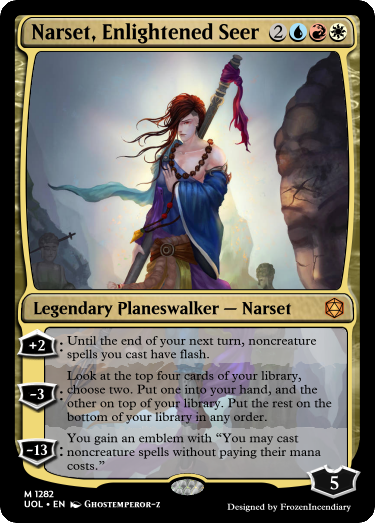 Narset, Enlightened Seer 2
Legendary Planeswalker — Narset
+2: Until the end of your next turn, noncreature
spells you cast have flash.
-3: Look at the top four cards of your library,
choose two. Put one into your hand, and the
other on top of your library. Put the rest on the
bottom of your library in any order.
-13: You gain an emblem with “You may cast
noncreature spells without paying their mana
costs.”
5
M 1282
UOL • EN Ghostemperor-z
Designed by FrozenIncendiary